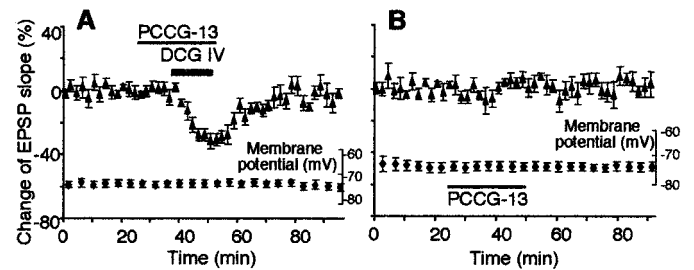 A
B
PCCG-13
DCG IV
Change of EPSP slope (%)
40
0
-40
-80
Membrane
potential (mV)
-60
-70
-80
0
20
40
60
80
Time (min)
Membrane
potential (mV)
-60
-70
-80
PCCG-13
0
20
40
60
80
Time (min)